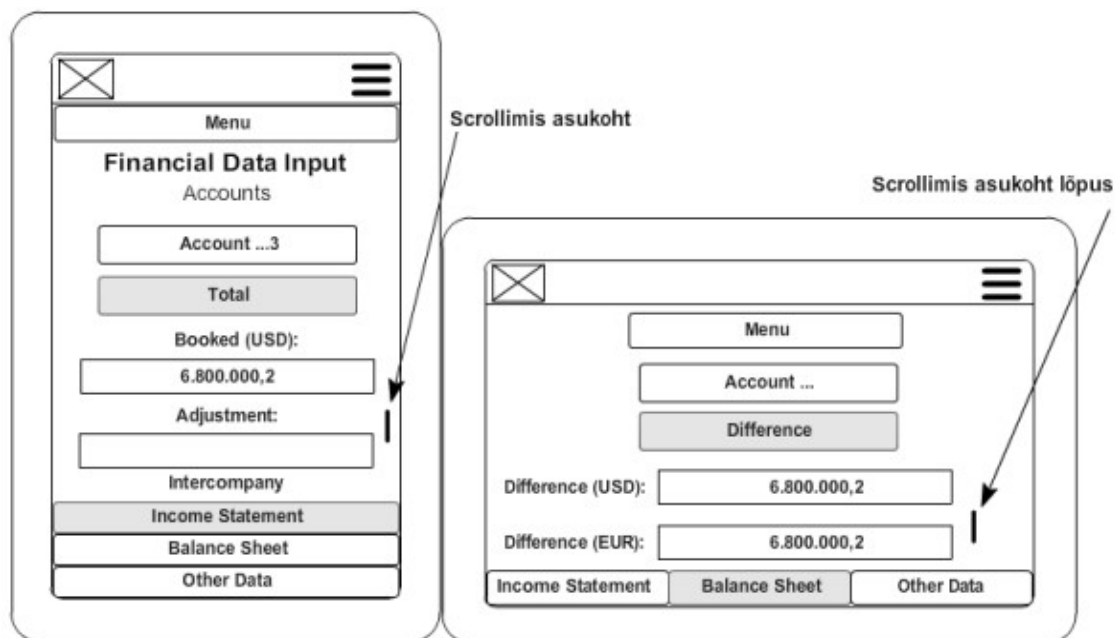 Menu
Financial Data Input
Accounts
Account ...3
Total
Booked (USD):
6.800.000,2
Adjustment:
Intercompany
Income Statement
Balance Sheet
Other Data
Scrollimis asukoht
Scrollimis asukoht lõpus
Menu
Account ...
Difference
Difference (USD): 6.800.000,2
Difference (EUR): 6.800.000,2
Income Statement Balance Sheet Other Data